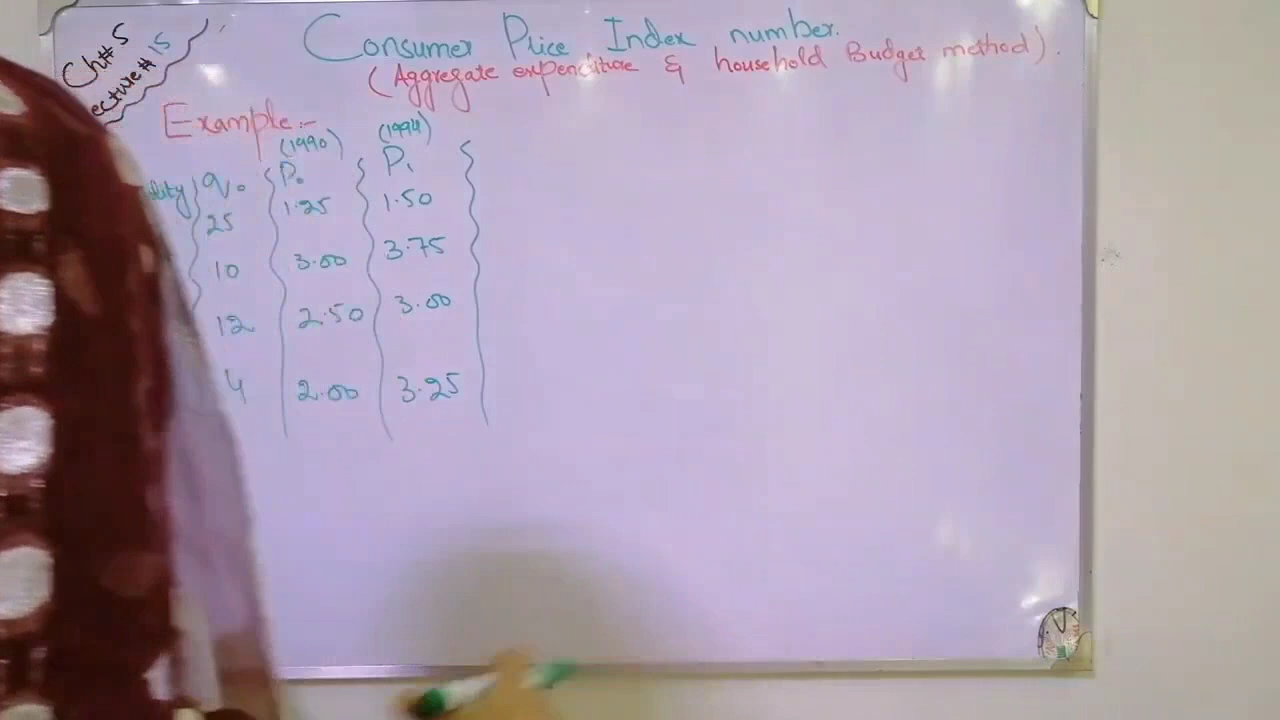 Ch#5
Lecture#15
Consumer Price Index number.
(Aggregate expenditure & household Budget method).
Example:-
(1990) (1994)
q₀ P₀ P₁
25 1.25 1.50
10 3.00 3.75
12 2.50 3.00
4 2.00 3.25